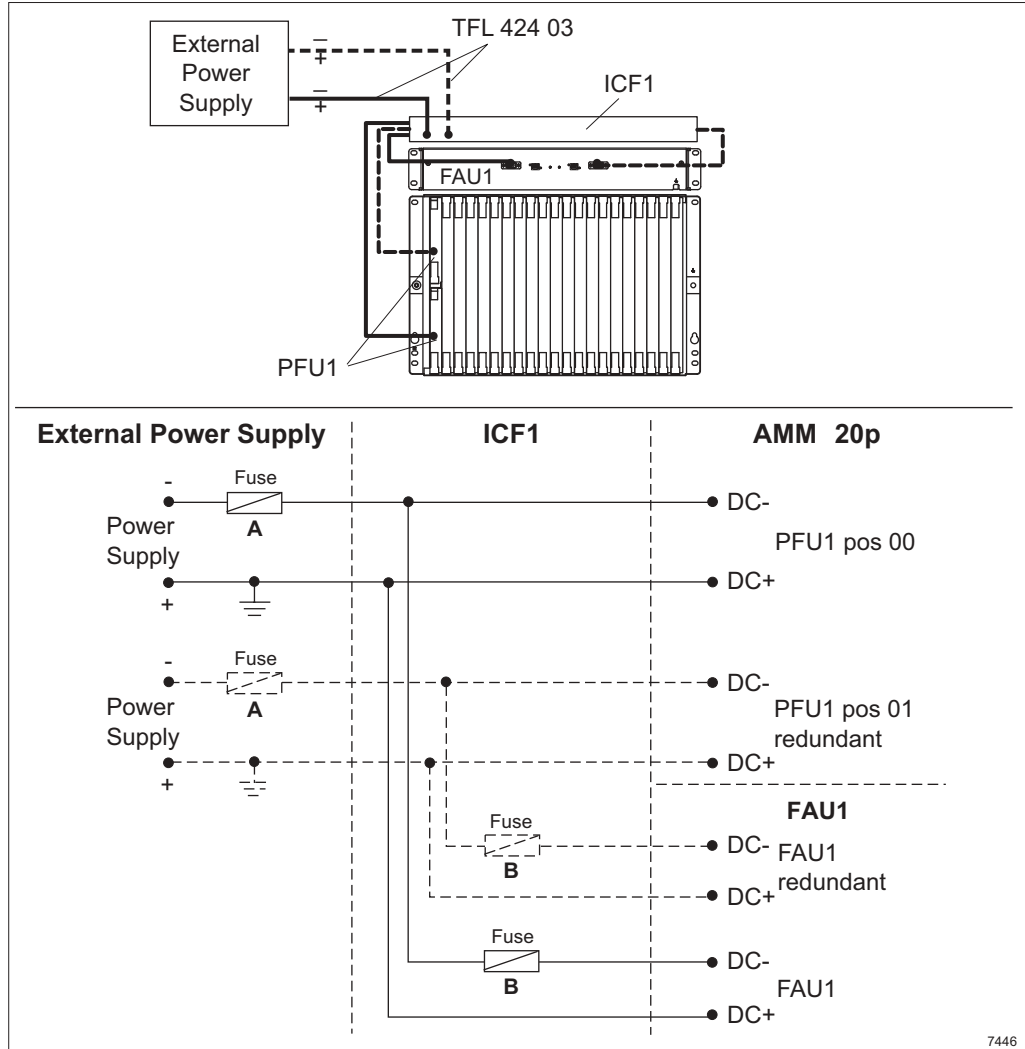 TFL 424 03
External
Power
Supply
–
+
–
+
ICF1
FAU1
PFU1
External Power Supply
ICF1
AMM 20p
-
Fuse
A
Power
Supply
+
DC-
PFU1 pos 00
DC+
-
Fuse
A
Power
Supply
+
DC-
PFU1 pos 01
redundant
DC+
FAU1
Fuse
B
DC-
FAU1
redundant
DC+
Fuse
B
DC-
FAU1
DC+
7446